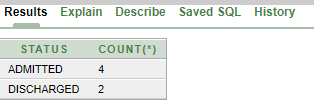 Results Explain Describe Saved SQL History
STATUS COUNT(*)
ADMITTED 4
DISCHARGED 2